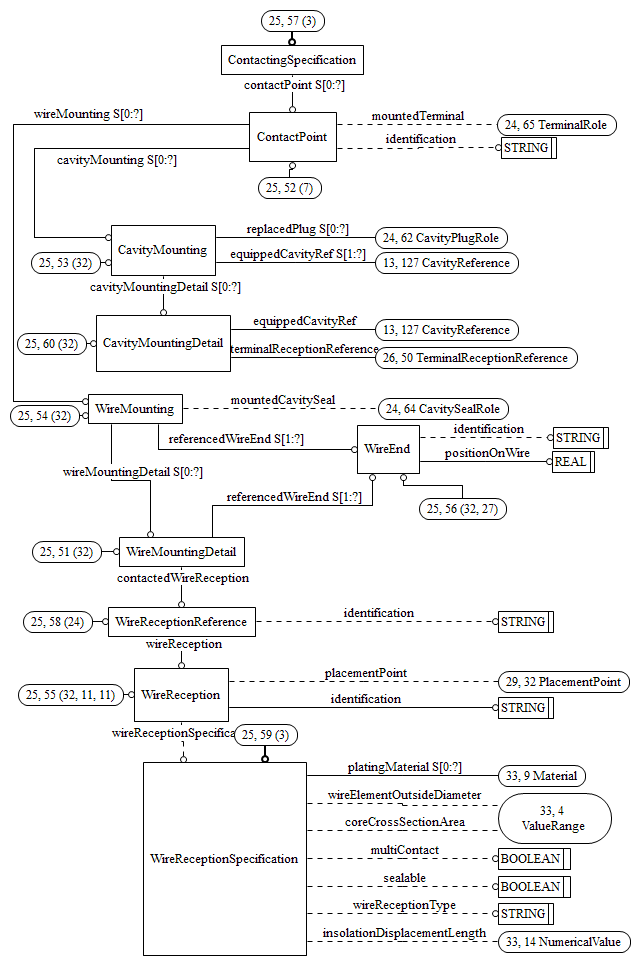 25, 57 (3)
ContactingSpecification
contactPoint S[0:?]
wireMounting S[0:?]
mountedTerminal
24, 65 TerminalRole
ContactPoint
identification
STRING
cavityMounting S[0:?]
25, 52 (7)
replacedPlug S[0:?]
24, 62 CavityPlugRole
CavityMounting
equippedCavityRef S[1:?]
25, 53 (32)
13, 127 CavityReference
cavityMountingDetail S[0:?]
equippedCavityRef
13, 127 CavityReference
25, 60 (32)
CavityMountingDetail
terminalReceptionReference
26, 50 TerminalReceptionReference
mountedCavitySeal
WireMounting
24, 64 CavitySealRole
25, 54 (32)
identification
referencedWireEnd S[1:?]
STRING
WireEnd
positionOnWire
REAL
wireMountingDetail S[0:?]
referencedWireEnd S[1:?]
25, 56 (32, 27)
25, 51 (32)
WireMountingDetail
contactedWireReception
identification
25, 58 (24)
WireReceptionReference
STRING
wireReception
placementPoint
29, 32 PlacementPoint
25, 55 (32, 11, 11)
WireReception
identification
STRING
wireReceptionSpecifica
25, 59 (3)
platingMaterial S[0:?]
33, 9 Material
wireElementOutsideDiameter
33, 4
ValueRange
coreCrossSectionArea
multiContact
WireReceptionSpecification
BOOLEAN
sealable
BOOLEAN
wireReceptionType
STRING
insolationDisplacementLength
33, 14 NumericalValue